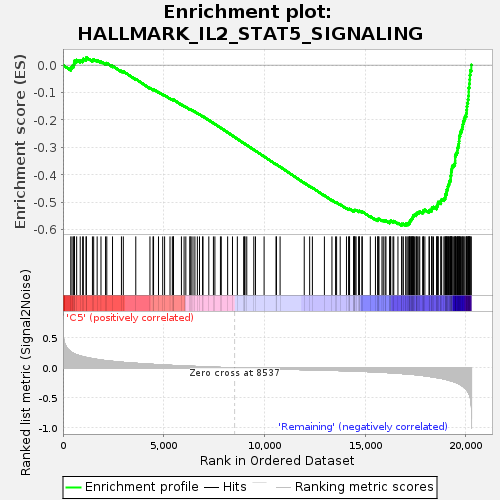 Enrichment plot:
HALLMARK_IL2_STAT5_SIGNALING
Enrichment score (ES)
0.0
-0.1
-0.2
-0.3
-0.4
-0.5
-0.6
'C5' (positively correlated)
Ranked list metric (Signal2Noise)
0.5
0.0
-0.5
-1.0
Zero cross at 8537
'Remaining' (negatively correlated)
0
5,000
10,000
15,000
20,000
Rank in Ordered Dataset
Enrichment profile
Hits
Ranking metric scores